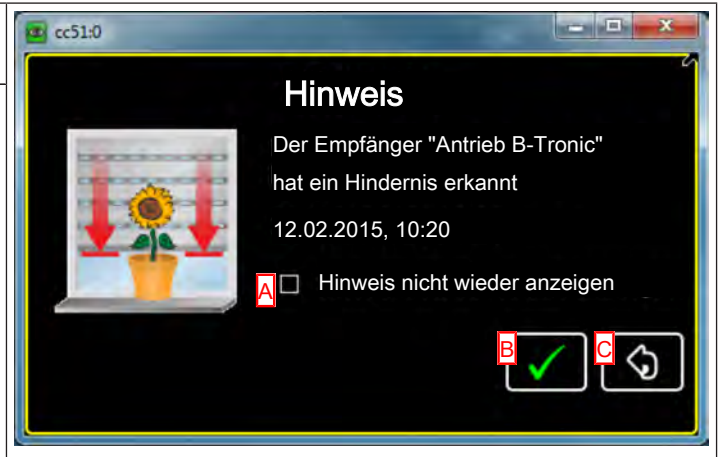 cc51:0
Hinweis
Der Empfänger "Antrieb B-Tronic"
hat ein Hindernis erkannt
12.02.2015, 10:20
A Hinweis nicht wieder anzeigen
B C